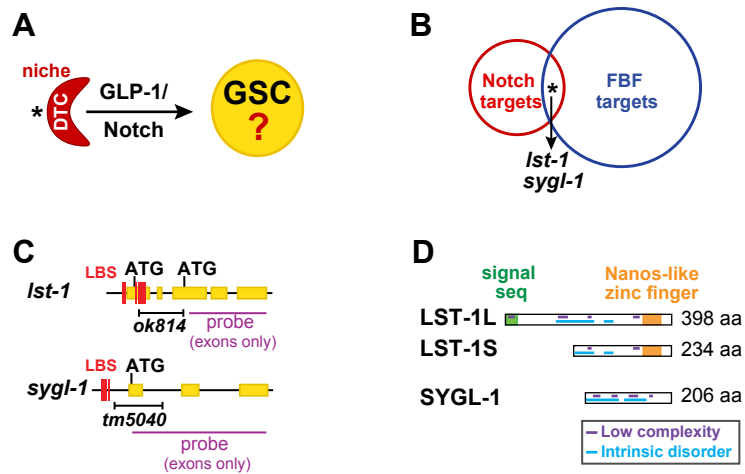 A
niche
*
DTC
GLP-1/
Notch
GSC
?
B
Notch
targets
*
FBF
targets
lst-1
sygl-1
C
LBS
ATG
ATG
lst-1
ok814
probe
(exons only)
LBS
ATG
sygl-1
tm5040
probe
(exons only)
D
signal
seq
Nanos-like
zinc finger
LST-1L 398 aa
LST-1S 234 aa
SYGL-1 206 aa
Low complexity
Intrinsic disorder